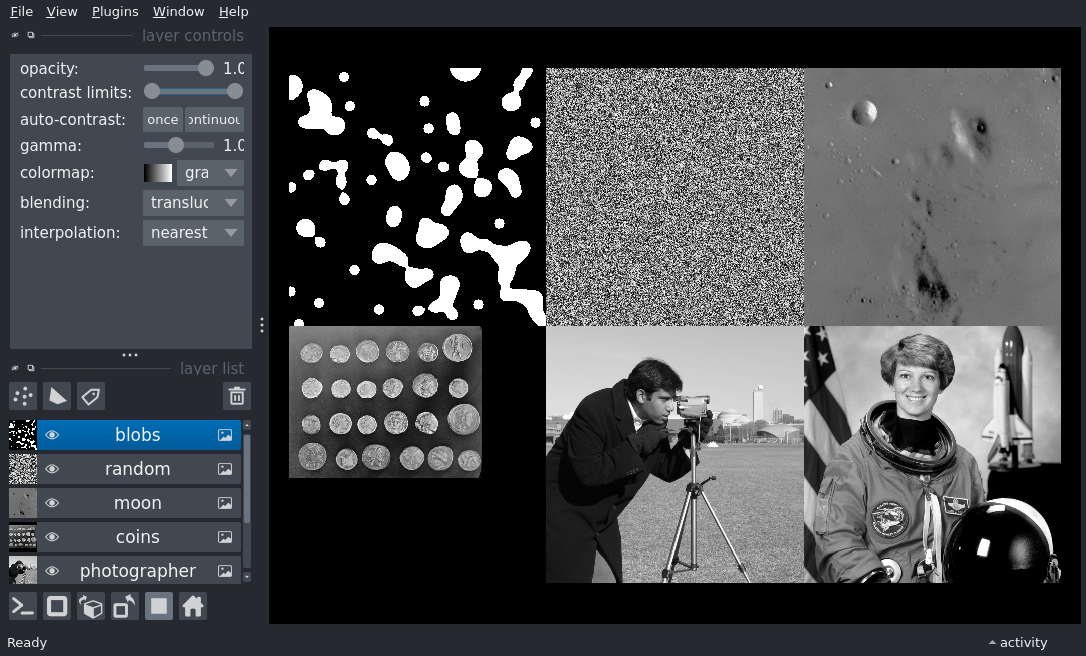 File View Plugins Window Help
layer controls
opacity: 1.0
contrast limits:
auto-contrast: once ontinuou
gamma: 1.0
colormap: gra
blending: transluc
interpolation: nearest
layer list
blobs
random
moon
coins
photographer
Ready
activity